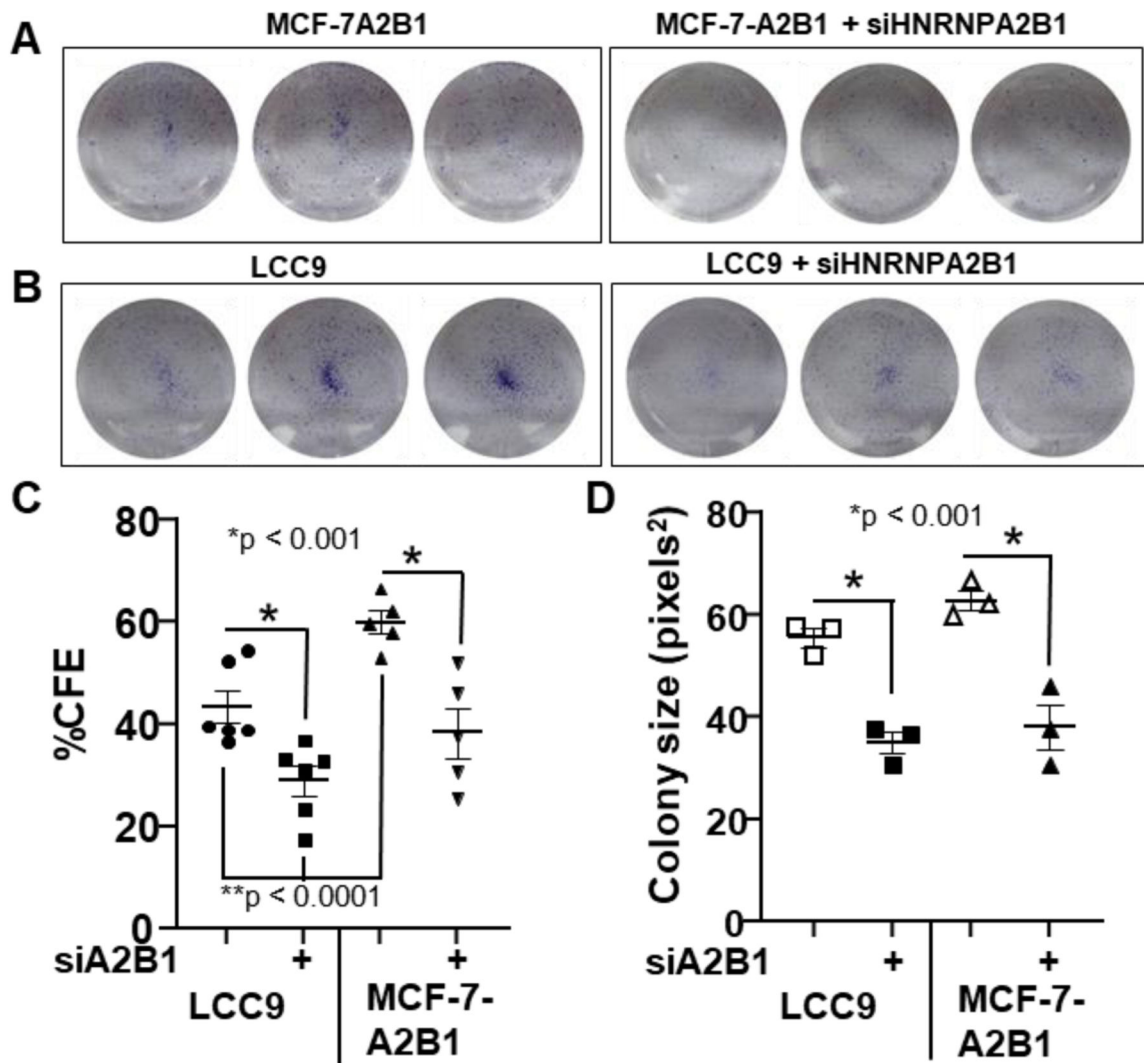 A
MCF-7A2B1
MCF-7-A2B1 + siHNRNPA2B1
B
LCC9
LCC9 + siHNRNPA2B1
C
%CFE
80
60
40
20
0
*p < 0.001
*
*
**p < 0.0001
siA2B1
+
+
LCC9
MCF-7-
A2B1
D
Colony size (pixels²)
80
60
40
20
0
*p < 0.001
*
*
siA2B1
+
+
LCC9
MCF-7-
A2B1